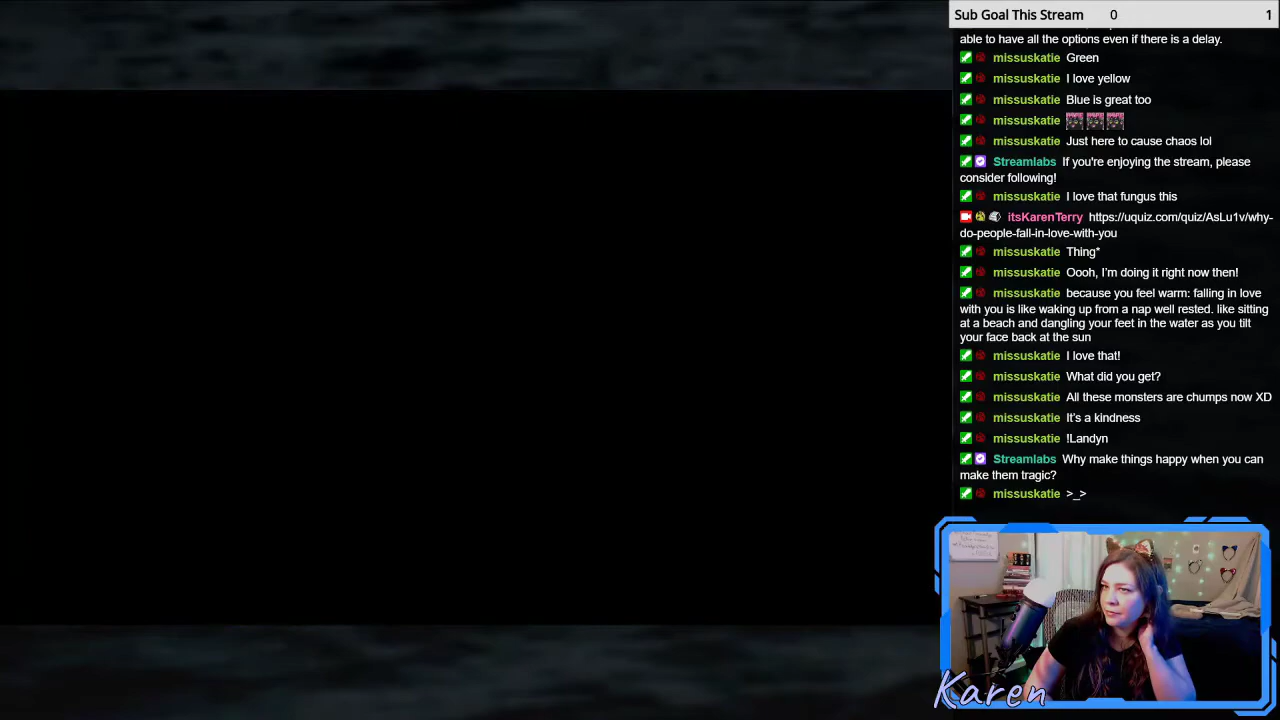 Sub Goal This Stream 0 1
able to have all the options even if there is a delay.
missuskatie Green
missuskatie I love yellow
missuskatie Blue is great too
missuskatie
missuskatie Just here to cause chaos lol
Streamlabs If you're enjoying the stream, please
consider following!
missuskatie I love that fungus this
itsKarenTerry https://uquiz.com/quiz/AsLu1v/why-
do-people-fall-in-love-with-you
missuskatie Thing*
missuskatie Oooh, I'm doing it right now then!
missuskatie because you feel warm: falling in love
with you is like waking up from a nap well rested. like sitting
at a beach and dangling your feet in the water as you tilt
your face back at the sun
missuskatie I love that!
missuskatie What did you get?
missuskatie All these monsters are chumps now XD
missuskatie It's a kindness
missuskatie !Landyn
Streamlabs Why make things happy when you can
make them tragic?
missuskatie >_>
Karen